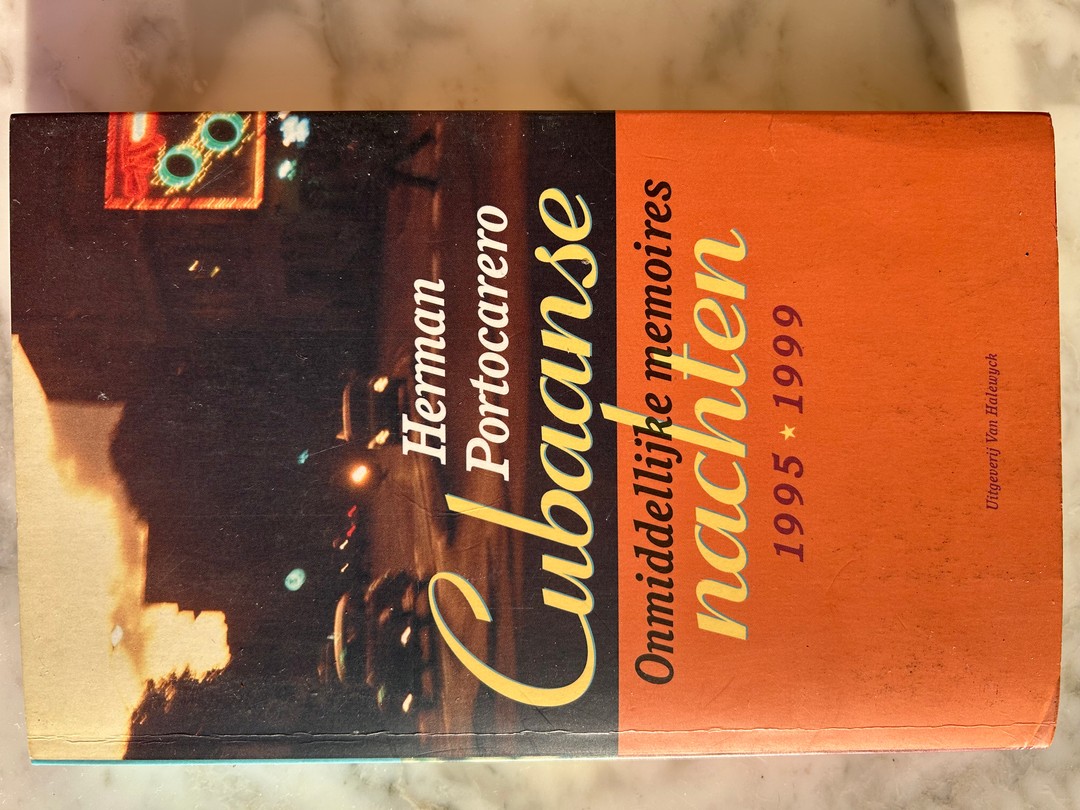 Herman
Portocarero
Cubaanse
Onmiddellijke memoires
nachten
1995 ★ 1999
Uitgeverij Van Halewyck